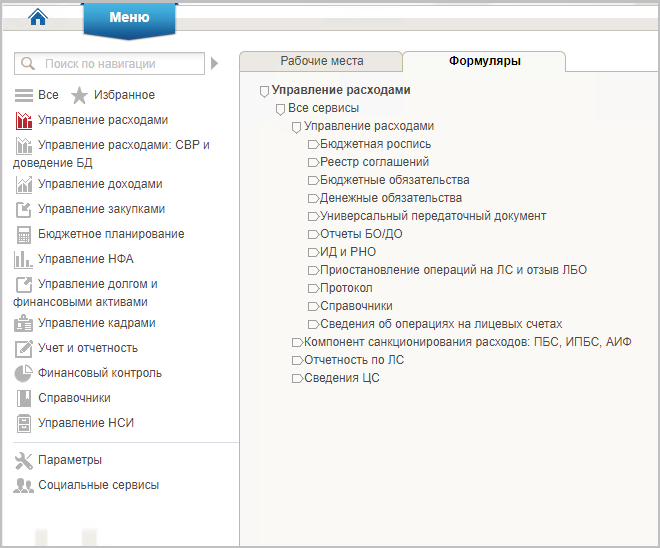 Меню
Поиск по навигации
Все Избранное
Управление расходами
Управление расходами: СВР и
доведение БД
Управление доходами
Управление закупками
Бюджетное планирование
Управление НФА
Управление долгом и
финансовыми активами
Управление кадрами
Учет и отчетность
Финансовый контроль
Справочники
Управление НСИ
Параметры
Социальные сервисы
Рабочие места Формуляры
Управление расходами
Все сервисы
Управление расходами
Бюджетная роспись
Реестр соглашений
Бюджетные обязательства
Денежные обязательства
Универсальный передаточный документ
Отчеты БО/ДО
ИД и РНО
Приостановление операций на ЛС и отзыв ЛБО
Протокол
Справочники
Сведения об операциях на лицевых счетах
Компонент санкционирования расходов: ПБС, ИПБС, АИФ
Отчетность по ЛС
Сведения ЦС